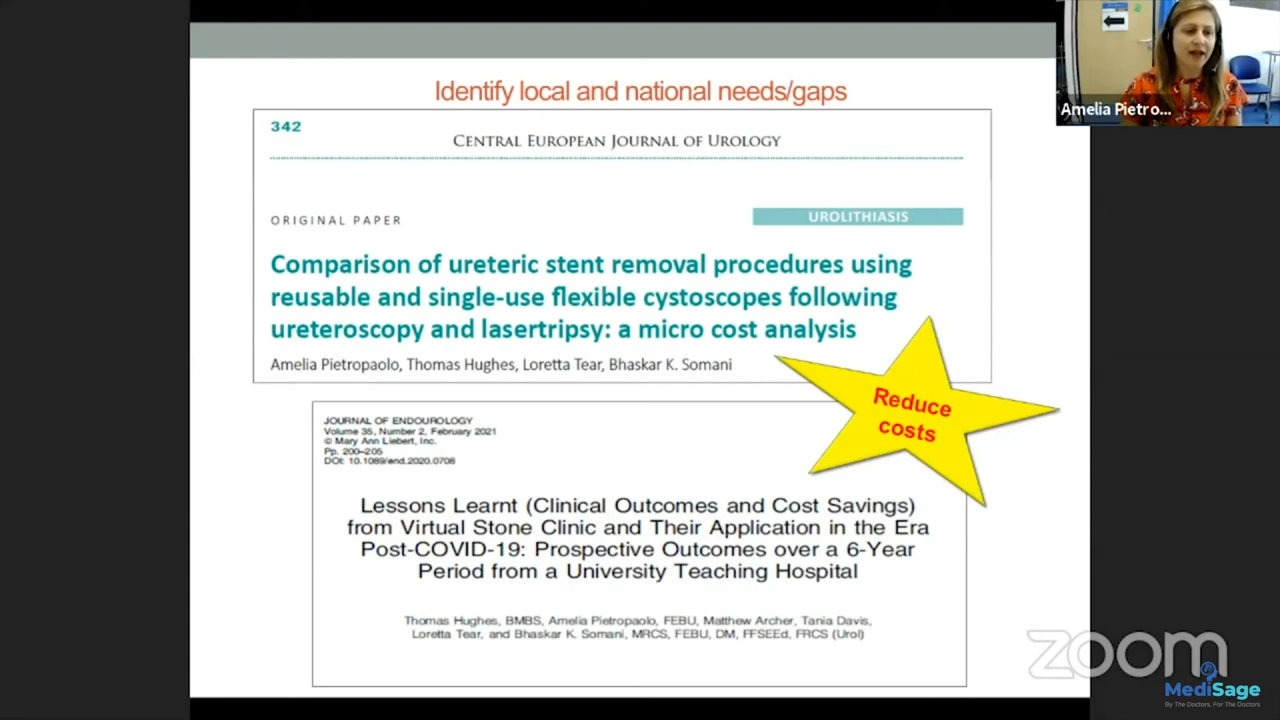 Identify local and national needs/gaps
Amelia Pietro...
342
CENTRAL EUROPEAN JOURNAL OF UROLOGY
ORIGINAL PAPER
UROLITHIASIS
Comparison of ureteric stent removal procedures using
reusable and single-use flexible cystoscopes following
ureteroscopy and lasertripsy: a micro cost analysis
Amelia Pietropaolo, Thomas Hughes, Loretta Tear, Bhaskar K. Somani
Reduce
costs
JOURNAL OF ENDOUROLOGY
Volume 35, Number 2, February 2021
© Mary Ann Liebert, Inc.
Pp. 200–205
DOI: 10.1089/end.2020.0708
Lessons Learnt (Clinical Outcomes and Cost Savings)
from Virtual Stone Clinic and Their Application in the Era
Post-COVID-19: Prospective Outcomes over a 6-Year
Period from a University Teaching Hospital
Thomas Hughes, BMBS, Amelia Pietropaolo, FEBU, Matthew Archer, Tania Davis,
Loretta Tear, and Bhaskar K. Somani, MRCS, FEBU, DM, FFSEEd, FRCS (Urol)
zoom
MediSage
By The Doctors, For The Doctors